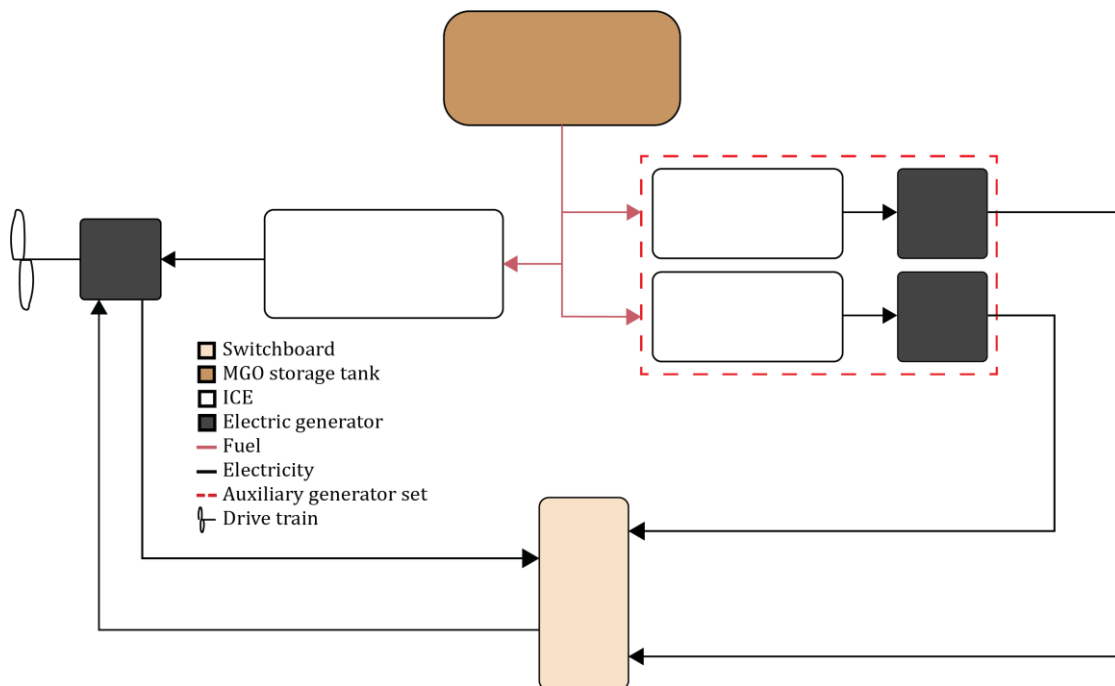 Switchboard
MGO storage tank
ICE
Electric generator
Fuel
Electricity
Auxiliary generator set
Drive train